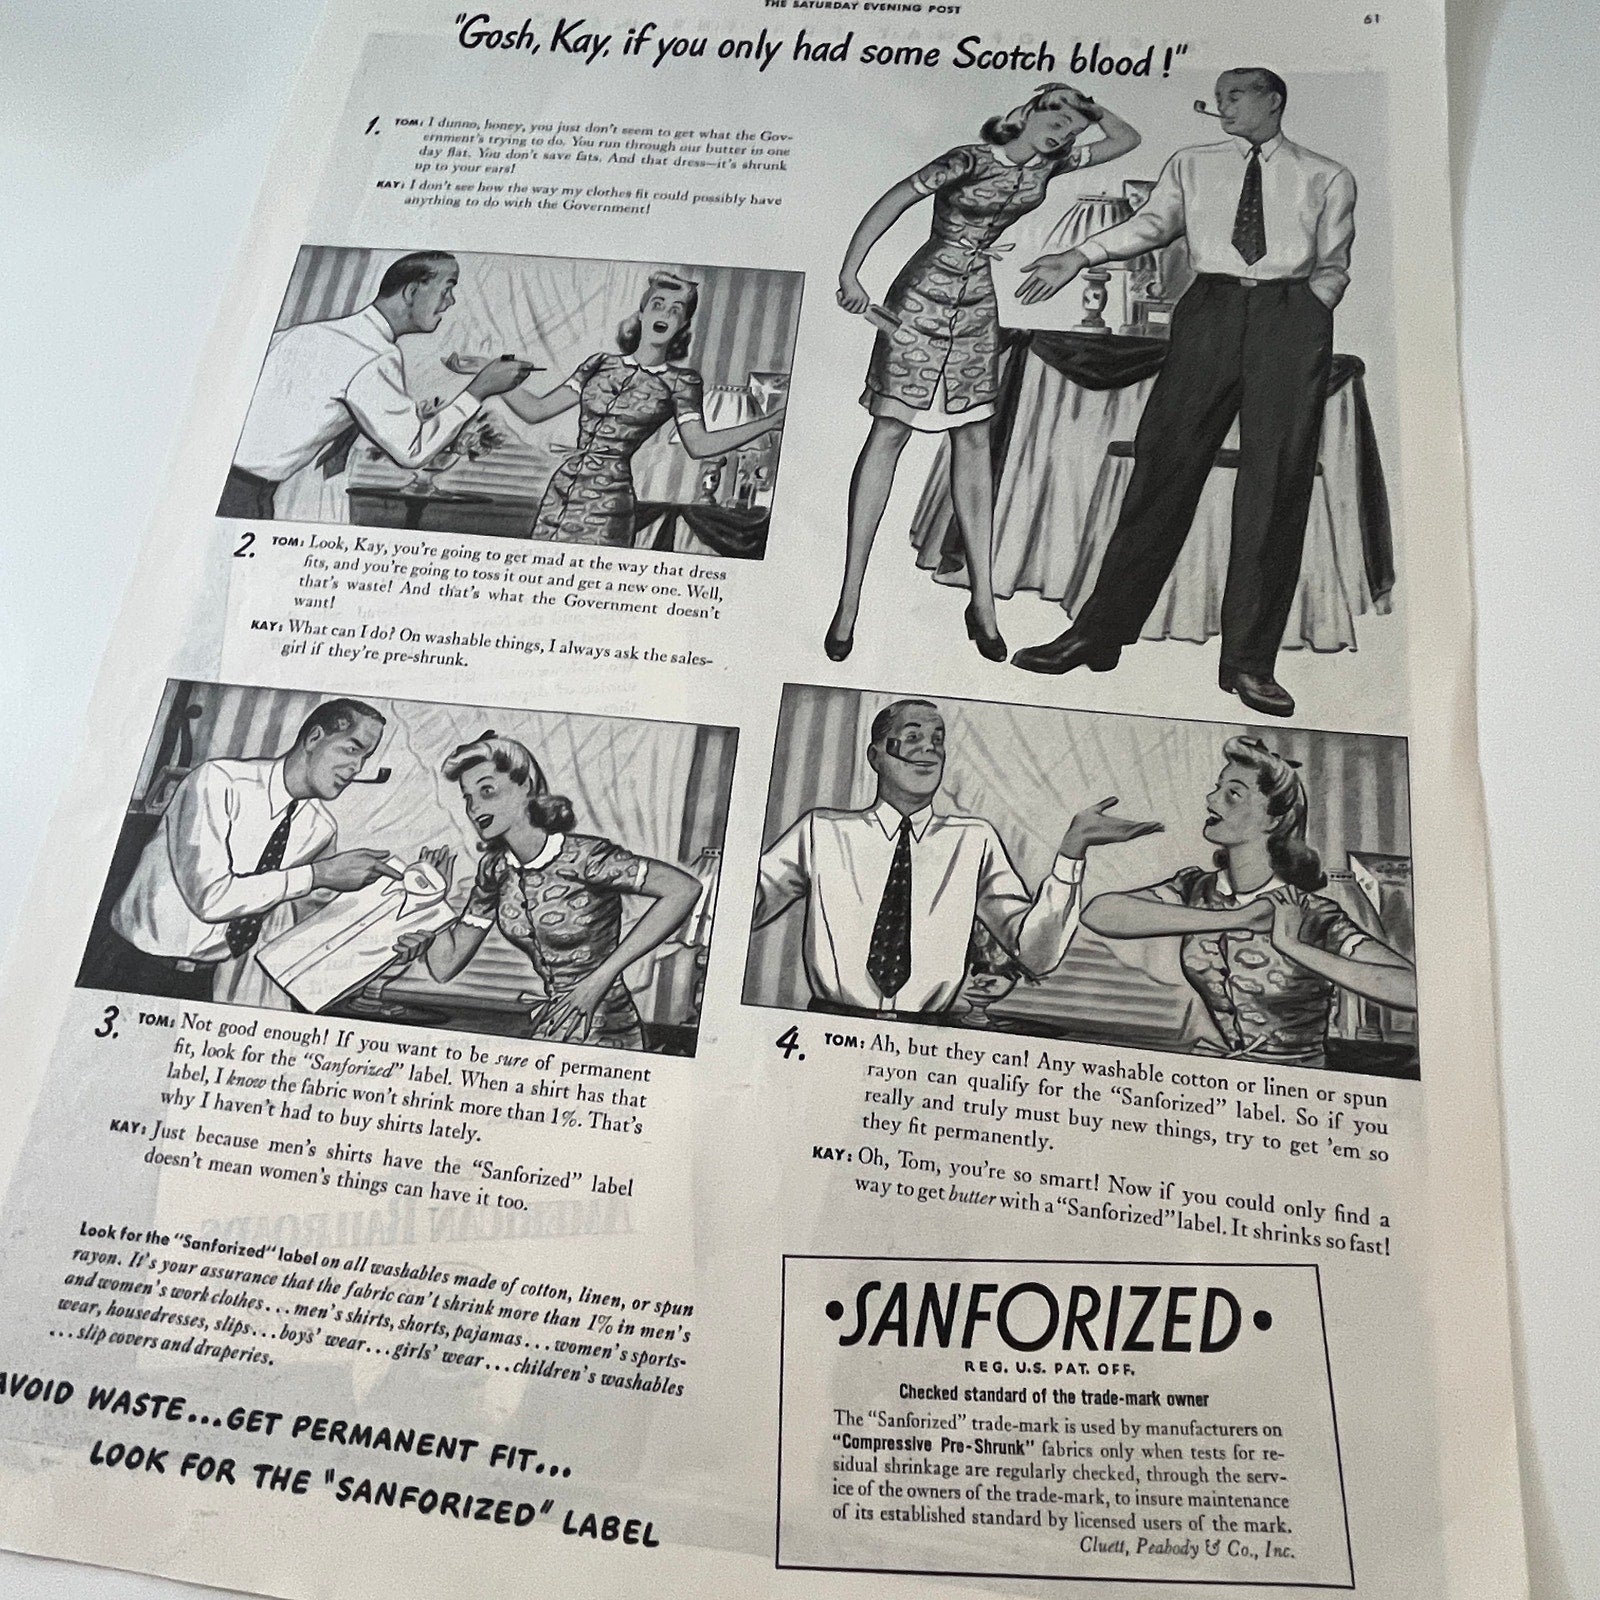 THE SATURDAY EVENING POST
61
"Gosh, Kay, if you only had some Scotch blood!"
1. TOM: I dunno, honey, you just don't seem to get what the Gov-
ernment's trying to do. You run through our butter in one
day flat. You don't save fats. And that dress—it's shrunk
up to your ears!
KAY: I don't see how the way my clothes fit could possibly have
anything to do with the Government!
2. TOM: Look, Kay, you're going to get mad at the way that dress
fits, and you're going to toss it out and get a new one. Well,
that's waste! And that's what the Government doesn't
want!
KAY: What can I do? On washable things, I always ask the sales-
girl if they're pre-shrunk.
3. TOM: Not good enough! If you want to be sure of permanent
fit, look for the "Sanforized" label. When a shirt has that
label, I know the fabric won't shrink more than 1%. That's
why I haven't had to buy shirts lately.
KAY: Just because men's shirts have the "Sanforized" label
doesn't mean women's things can have it too.
4. TOM: Ah, but they can! Any washable cotton or linen or spun
rayon can qualify for the "Sanforized" label. So if you
really and truly must buy new things, try to get 'em so
they fit permanently.
KAY: Oh, Tom, you're so smart! Now if you could only find a
way to get butter with a "Sanforized" label. It shrinks so fast!
Look for the "Sanforized" label on all washables made of cotton, linen, or spun
rayon. It's your assurance that the fabric can't shrink more than 1% in men's
and women's work clothes...men's shirts, shorts, pajamas...women's sports-
wear, housedresses, slips...boys' wear...girls' wear...children's washables
...slip covers and draperies.
AVOID WASTE...GET PERMANENT FIT...
LOOK FOR THE "SANFORIZED" LABEL
•SANFORIZED•
REG. U.S. PAT. OFF.
Checked standard of the trade-mark owner
The "Sanforized" trade-mark is used by manufacturers on
"Compressive Pre-Shrunk" fabrics only when tests for re-
sidual shrinkage are regularly checked, through the serv-
ice of the owners of the trade-mark, to insure maintenance
of its established standard by licensed users of the mark.
Cluett, Peabody & Co., Inc.